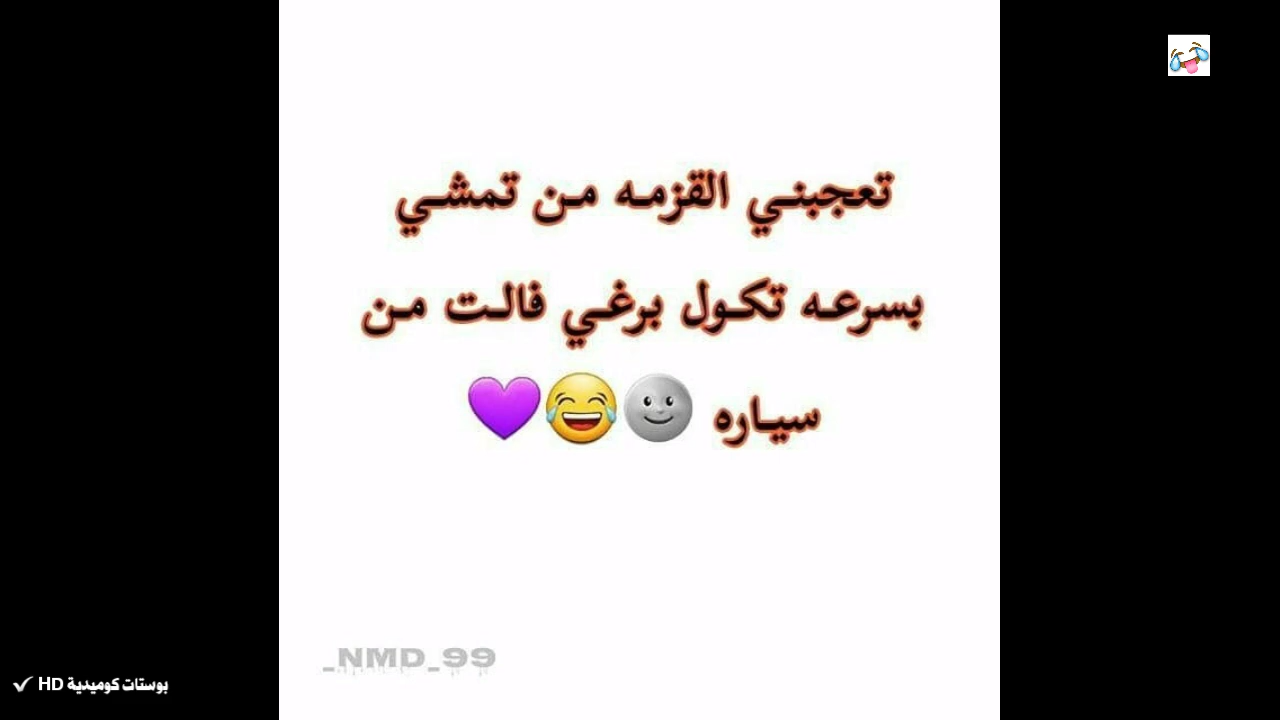 تعجبني القزمه من تمشي
بسرعه تكول برغي فالت من
سياره 🌚😂💜
_NMD_99
بوستات كوميدية HD ✓